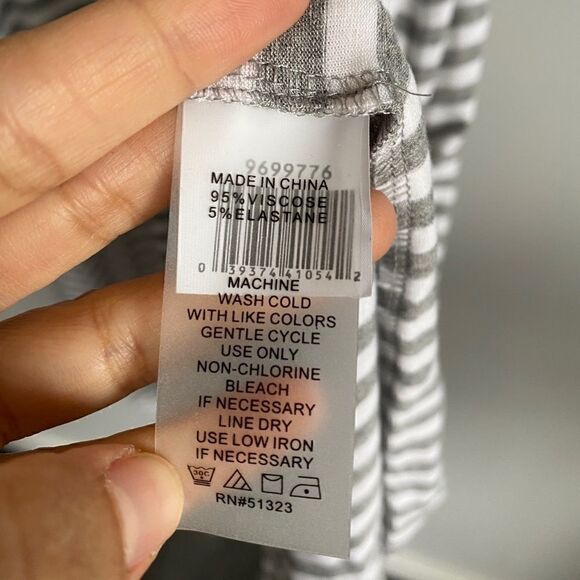 9699776
MADE IN CHINA
95%VISCOSE
5%ELASTANE
0 39374 41054 2
MACHINE
WASH COLD
WITH LIKE COLORS
GENTLE CYCLE
USE ONLY
NON-CHLORINE
BLEACH
IF NECESSARY
LINE DRY
USE LOW IRON
IF NECESSARY
30C
RN#51323